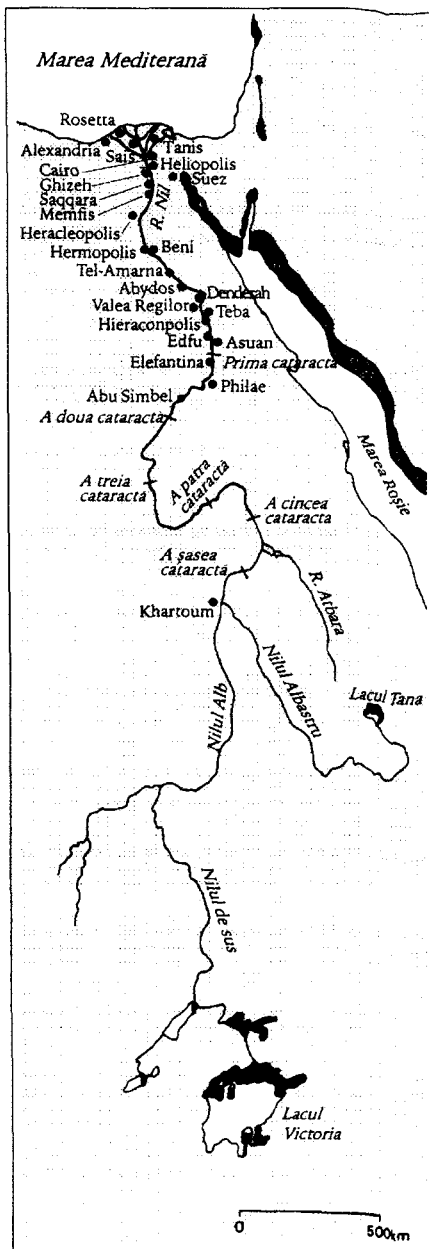 Marea Mediterană
Rosetta
Alexandria
Sais
Tanis
Cairo
Heliopolis
Ghizeh
Suez
Saqqara
Memfis
R. Nil
Heracleopolis
Hermopolis
Beni
Tel-Amarna
Abydos
Denderah
Valea Regilor
Teba
Hieraconpolis
Edfu
Asuan
Elefantina
Prima cataractă
Philae
Abu Simbel
A doua cataractă
Marea Roșie
A treia
cataractă
A patra
cataractă
A cincea
cataractă
A șasea
cataractă
R. Atbara
Khartoum
Nilul Alb
Nilul Albastru
Lacul Tana
Nilul de sus
Lacul
Victoria
0
500km